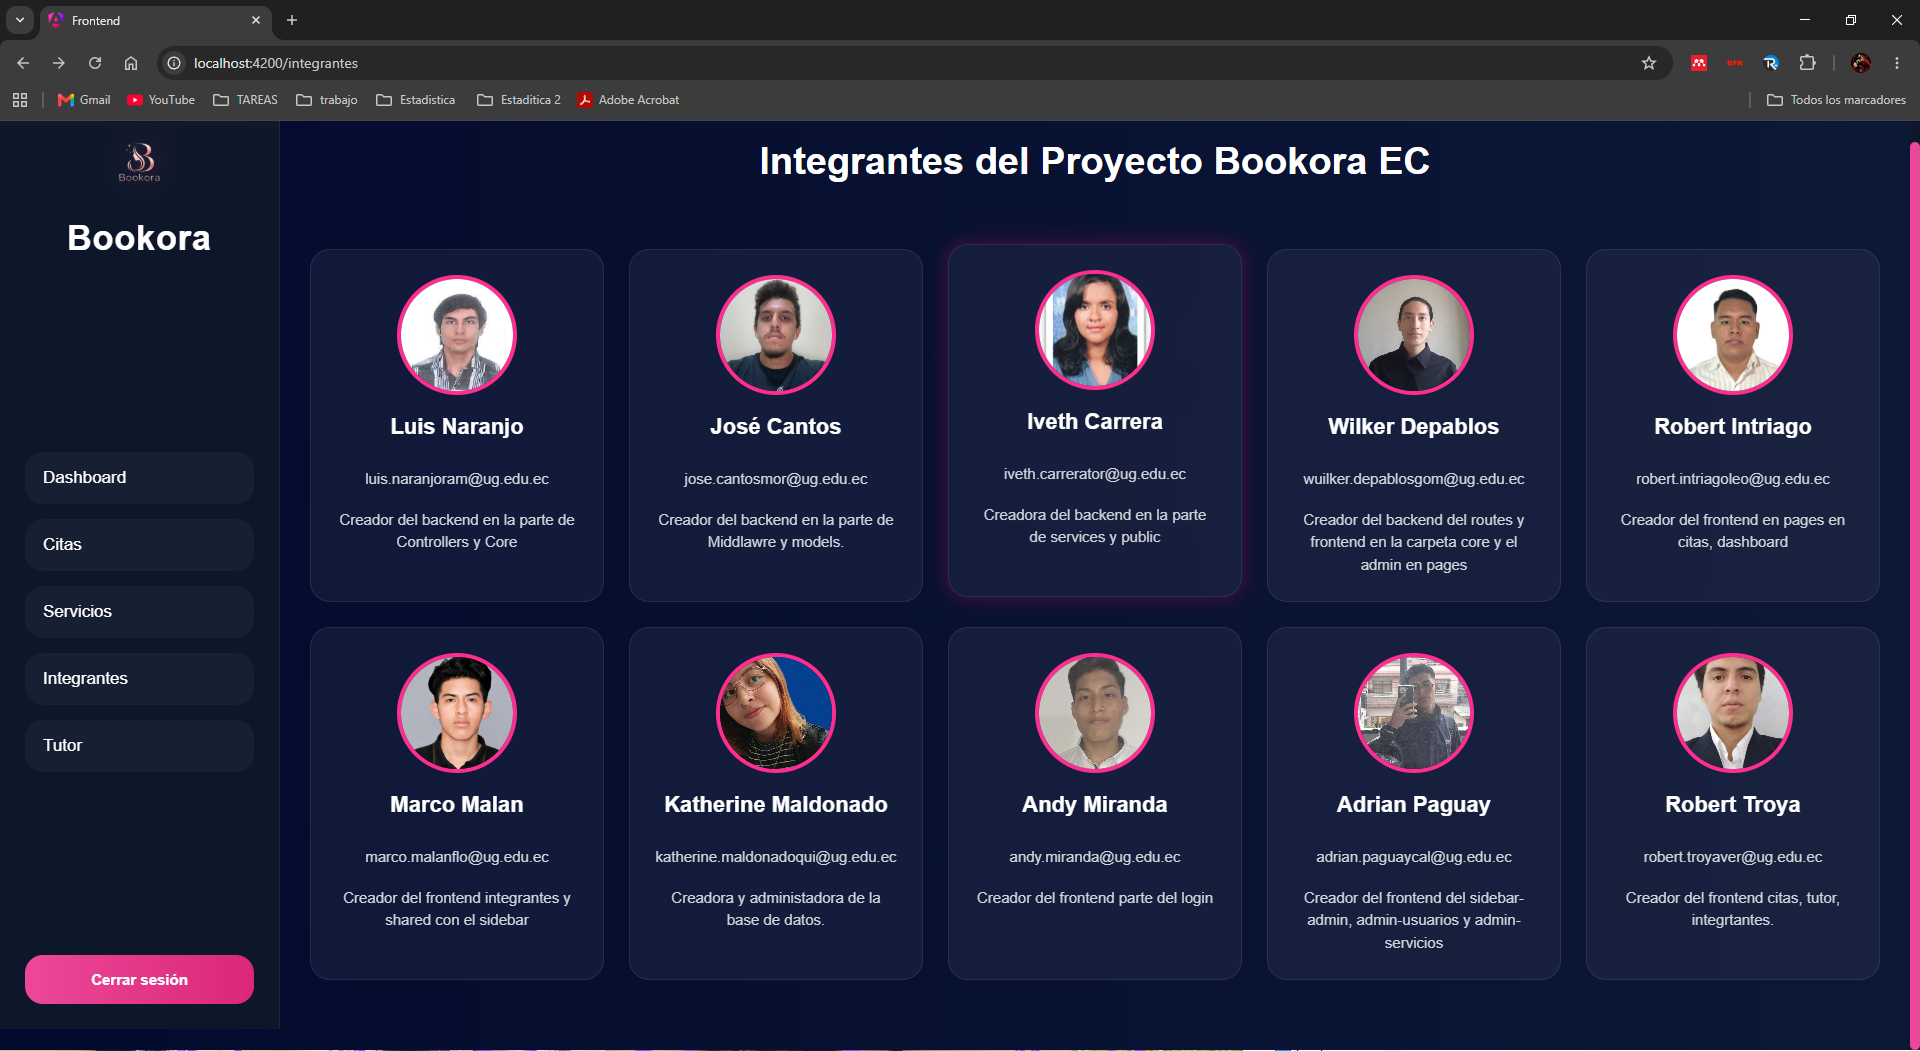 Frontend
localhost:4200/integrantes
Gmail
YouTube
TAREAS
trabajo
Estadistica
Estaditica 2
Adobe Acrobat
Todos los marcadores
Bookora
Bookora
Dashboard
Citas
Servicios
Integrantes
Tutor
Cerrar sesión
Integrantes del Proyecto Bookora EC
Luis Naranjo
luis.naranjoram@ug.edu.ec
Creador del backend en la parte de
Controllers y Core
José Cantos
jose.cantosmor@ug.edu.ec
Creador del backend en la parte de
Middlawre y models.
Iveth Carrera
iveth.carrerator@ug.edu.ec
Creadora del backend en la parte
de services y public
Wilker Depablos
wuilker.depablosgom@ug.edu.ec
Creador del backend del routes y
frontend en la carpeta core y el
admin en pages
Robert Intriago
robert.intriagoleo@ug.edu.ec
Creador del frontend en pages en
citas, dashboard
Marco Malan
marco.malanflo@ug.edu.ec
Creador del frontend integrantes y
shared con el sidebar
Katherine Maldonado
katherine.maldonadoqui@ug.edu.ec
Creadora y administadora de la
base de datos.
Andy Miranda
andy.miranda@ug.edu.ec
Creador del frontend parte del login
Adrian Paguay
adrian.paguaycal@ug.edu.ec
Creador del frontend del sidebar-
admin, admin-usuarios y admin-
servicios
Robert Troya
robert.troyaver@ug.edu.ec
Creador del frontend citas, tutor,
integrtantes.